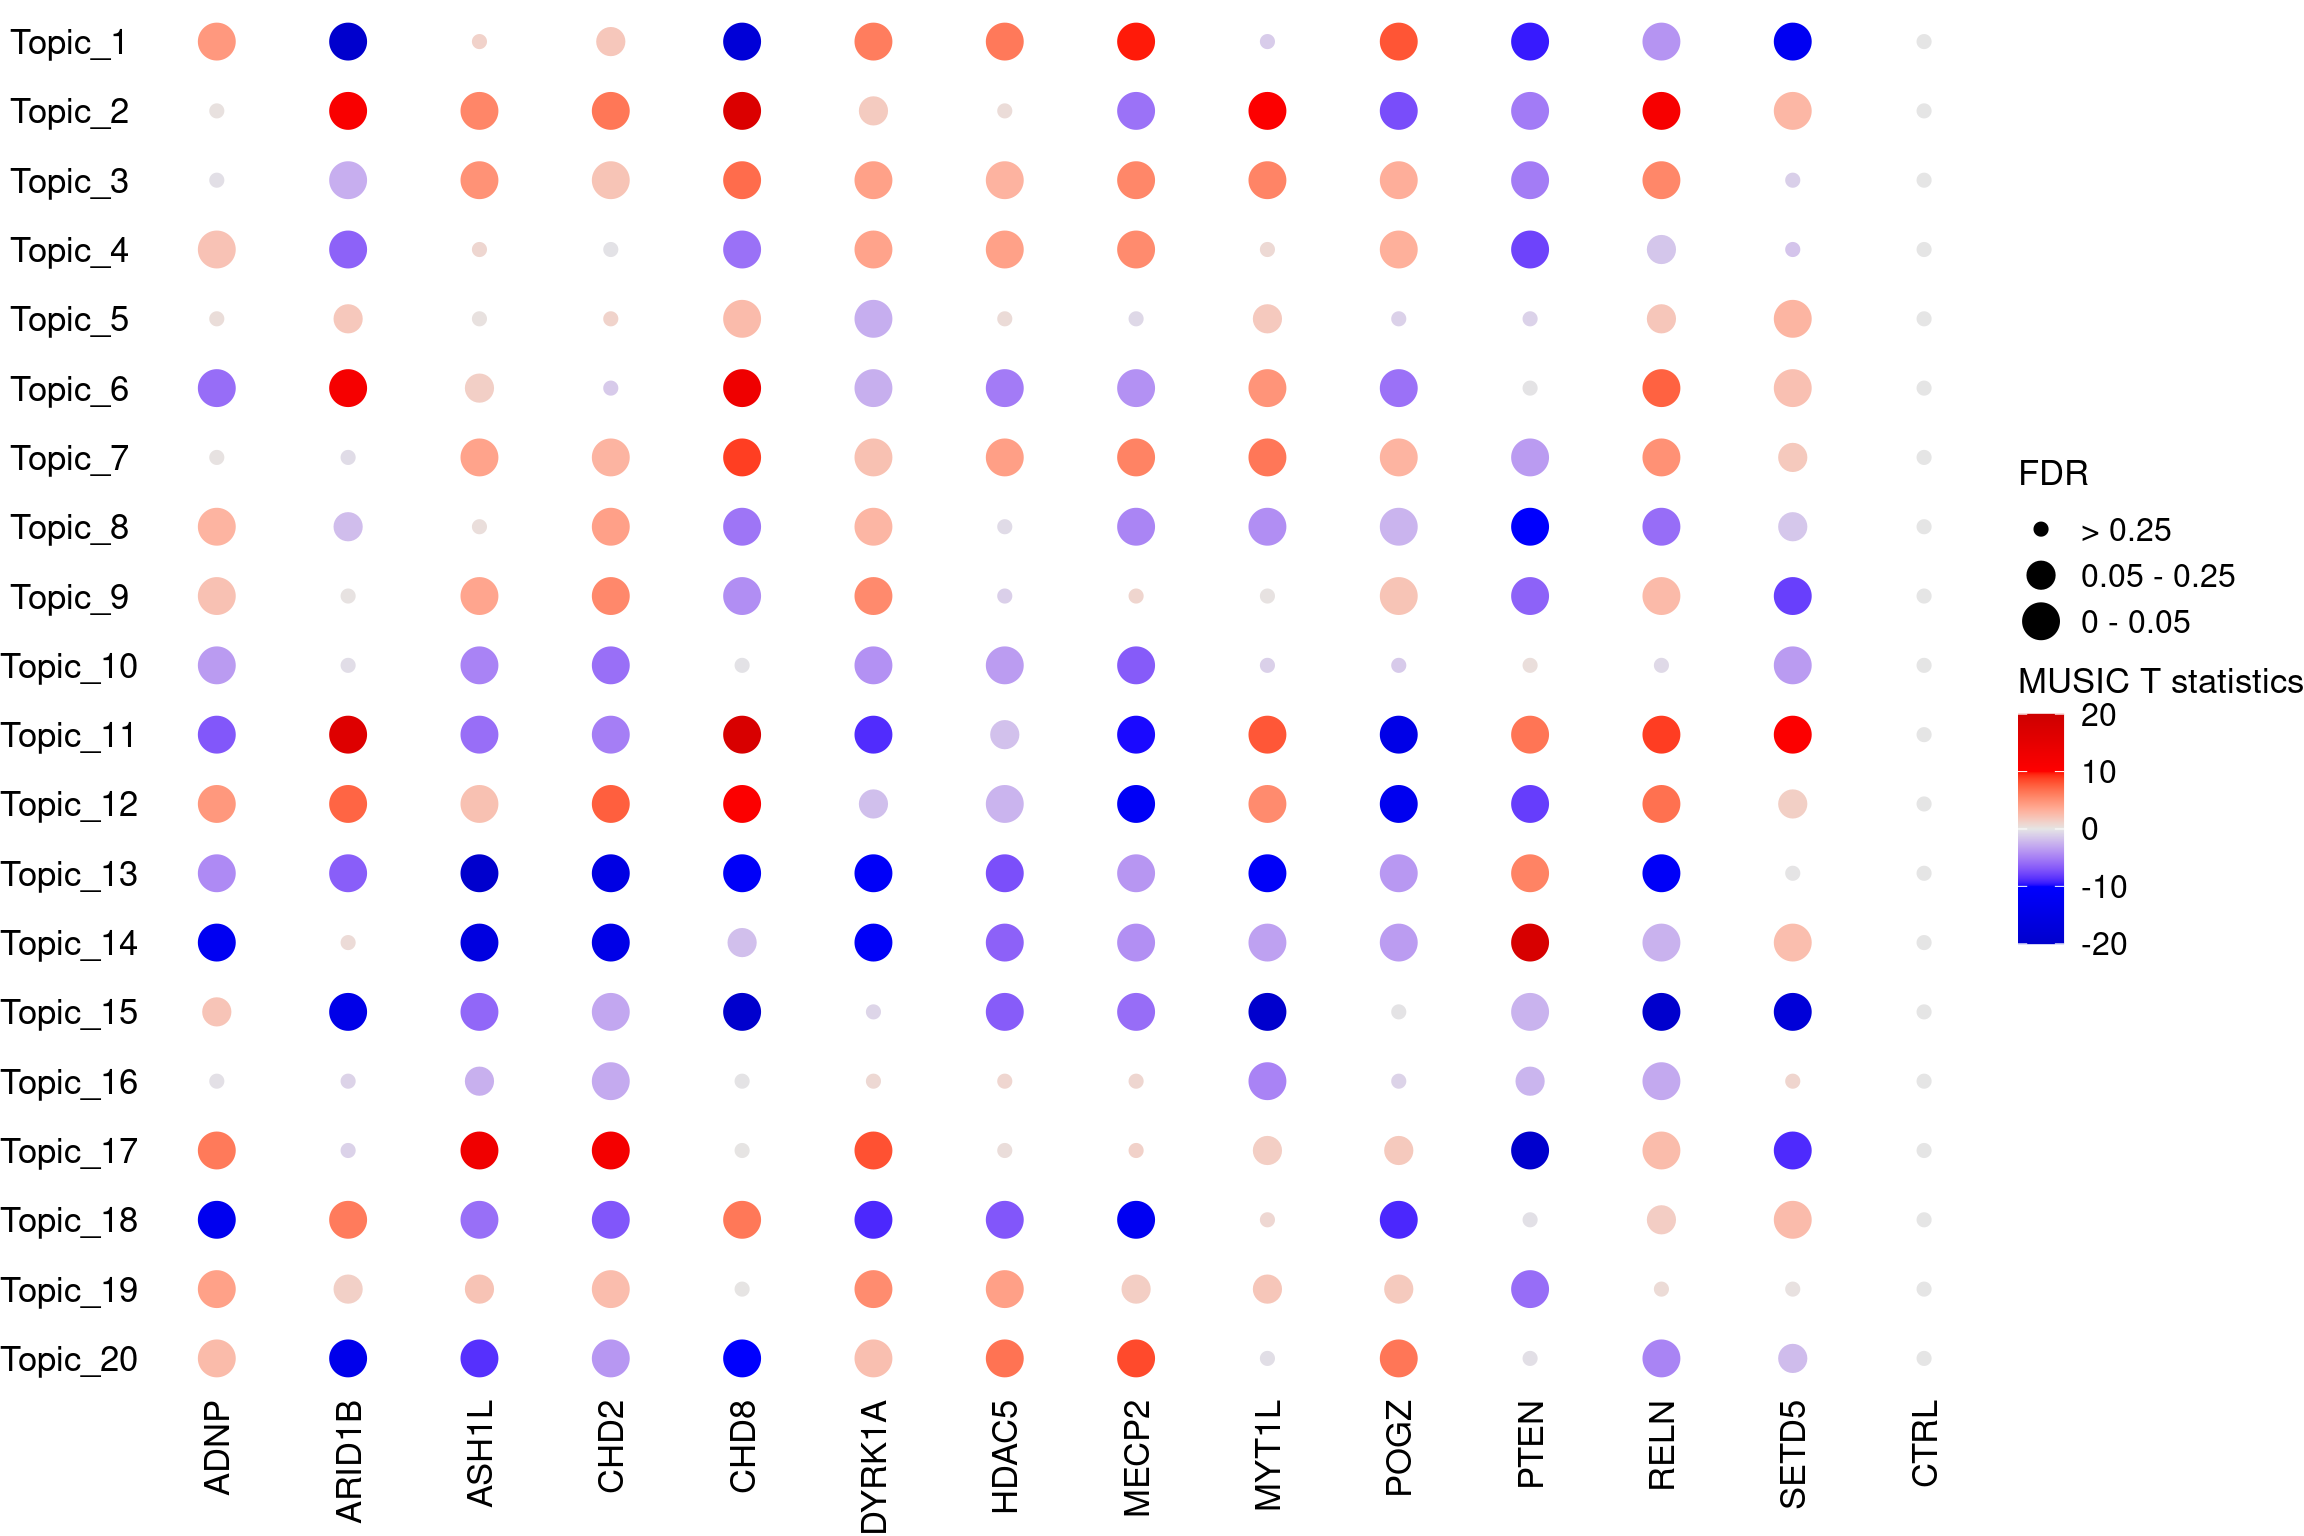 Topic_1
Topic_2
Topic_3
Topic_4
Topic_5
Topic_6
Topic_7
Topic_8
Topic_9
Topic_10
Topic_11
Topic_12
Topic_13
Topic_14
Topic_15
Topic_16
Topic_17
Topic_18
Topic_19
Topic_20
ADNP
ARID1B
ASH1L
CHD2
CHD8
DYRK1A
HDAC5
MECP2
MYT1L
POGZ
PTEN
RELN
SETD5
CTRL
FDR
> 0.25
0.05 - 0.25
0 - 0.05
MUSIC T statistics
20
10
0
-10
-20